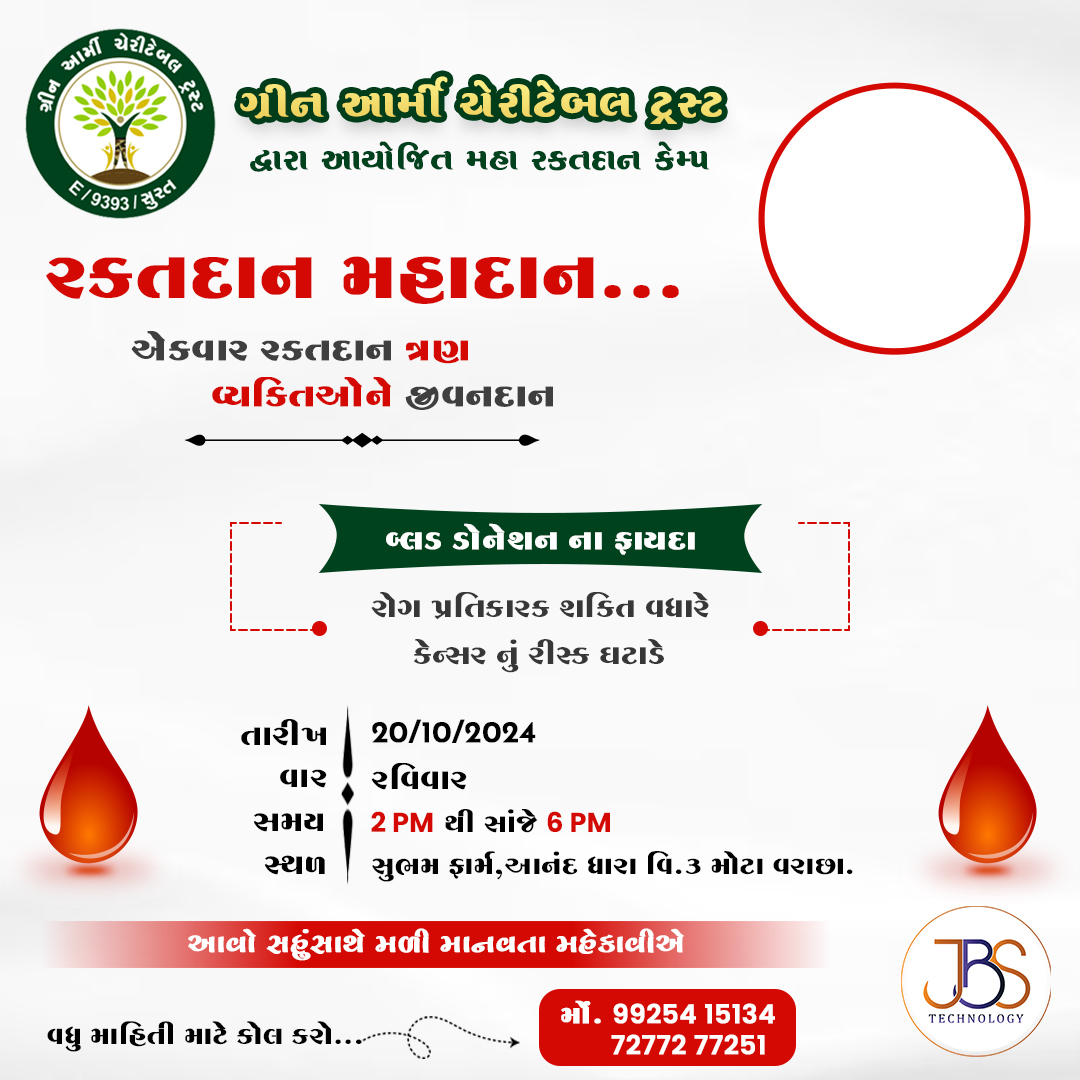 ગ્રીન આર્મી ચેરીટેબલ ટ્રસ્ટ
E/9393/સુરત
ગ્રીન આર્મી ચેરીટેબલ ટ્રસ્ટ
દ્વારા આયોજિત મહા રકતદાન કેમ્પ
રકતદાન મહાદાન...
એકવાર રકતદાન ત્રણ
વ્યકિતઓને જીવનદાન
બ્લડ ડોનેશન ના ફાયદા
રોગ પ્રતિકારક શકિત વધારે
કેન્સર નું રીસ્ક ઘટાડે
તારીખ 20/10/2024
વાર રવિવાર
સમય 2 PM થી સાંજે 6 PM
સ્થળ સુભમ ફાર્મ,આનંદ ધારા વિ.૩ મોટા વરાછા.
આવો સહુંસાથે મળી માનવતા મહેકાવીએ
વધુ માહિતી માટે કોલ કરો...
મોં. 99254 15134
72772 77251
JBS
TECHNOLOGY